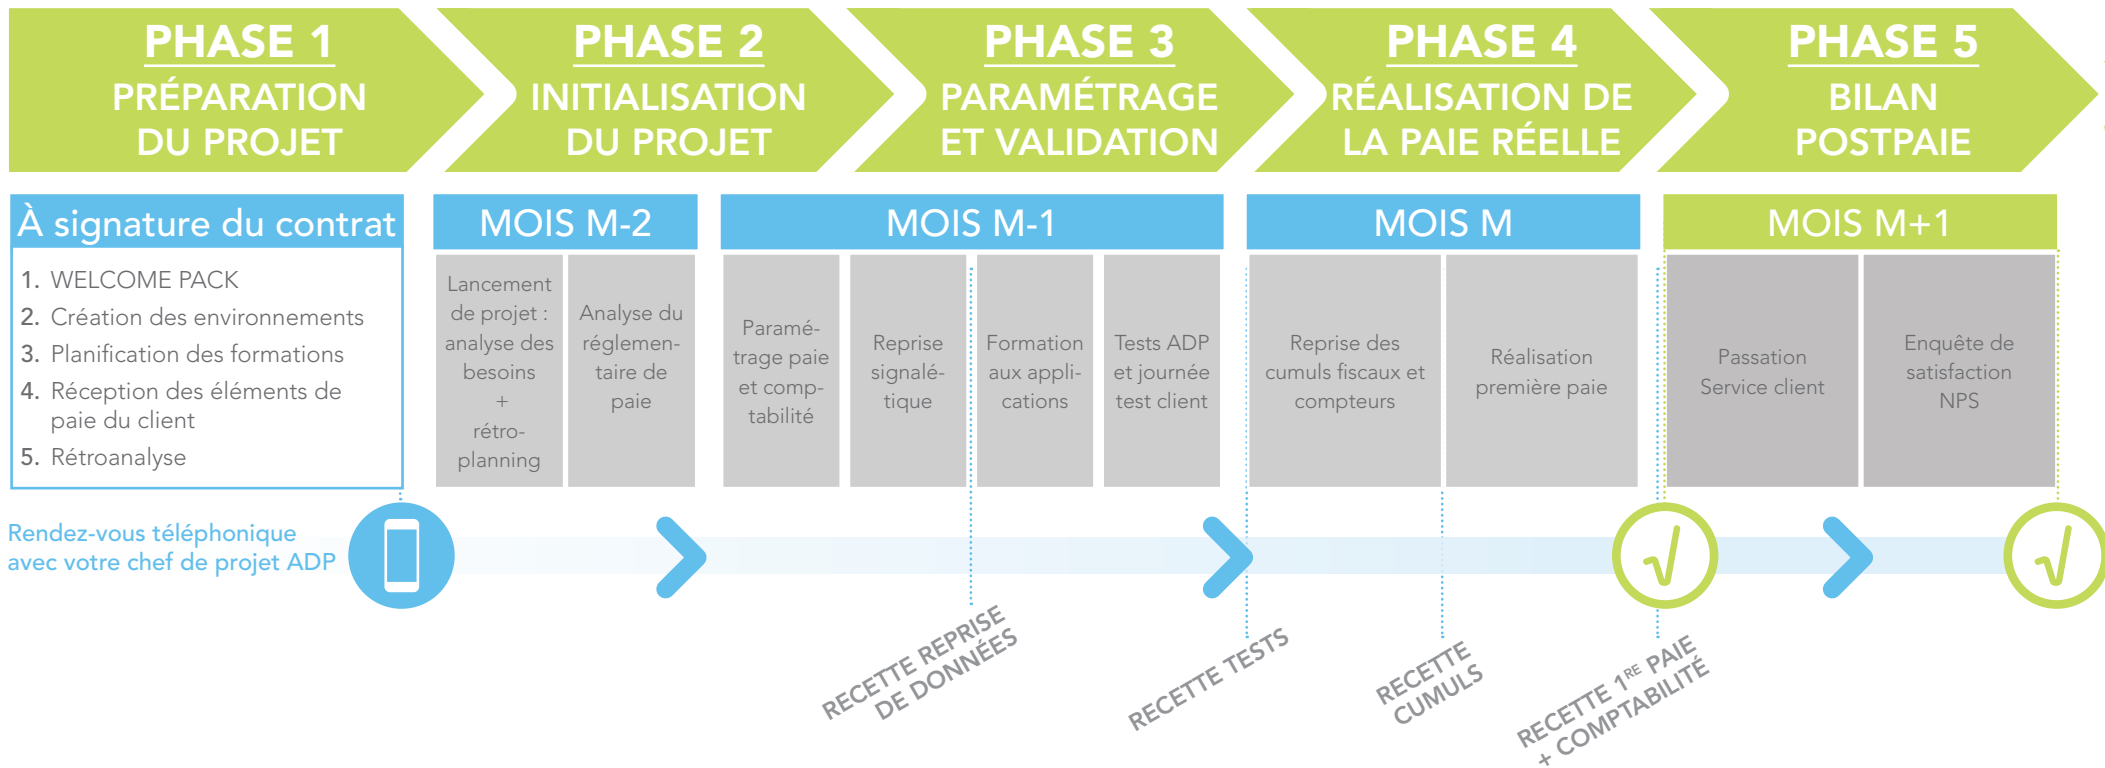 PHASE 1
PRÉPARATION
DU PROJET
PHASE 2
INITIALISATION
DU PROJET
PHASE 3
PARAMÉTRAGE
ET VALIDATION
PHASE 4
RÉALISATION DE
LA PAIE RÉELLE
PHASE 5
BILAN
POSTPAIE
À signature du contrat
1. WELCOME PACK
2. Création des environnements
3. Planification des formations
4. Réception des éléments de
paie du client
5. Rétroanalyse
MOIS M-2
Lancement
de projet :
analyse des
besoins
+
rétro-
planning
Analyse du
réglemen-
taire de
paie
MOIS M-1
Paramé-
trage paie
et comp-
tabilité
Reprise
signalé-
tique
Formation
aux appli-
cations
Tests ADP
et journée
test client
MOIS M
Reprise des
cumuls fiscaux et
compteurs
Réalisation
première paie
MOIS M+1
Passation
Service client
Enquête de
satisfaction
NPS
Rendez-vous téléphonique
avec votre chef de projet ADP
RECETTE REPRISE
DE DONNÉES
RECETTE TESTS
RECETTE
CUMULS
RECETTE 1RE PAIE
+ COMPTABILITÉ